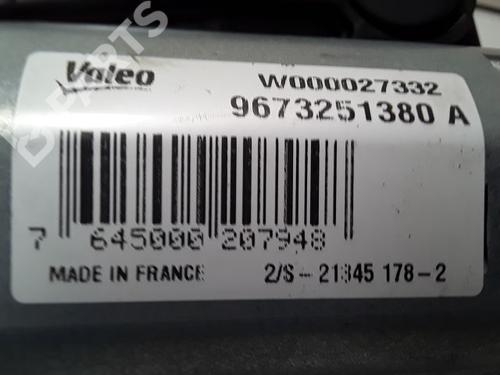 Valeo W000027332
9673251380 A
7 645000 207948
MADE IN FRANCE 2/S-21345 178-2